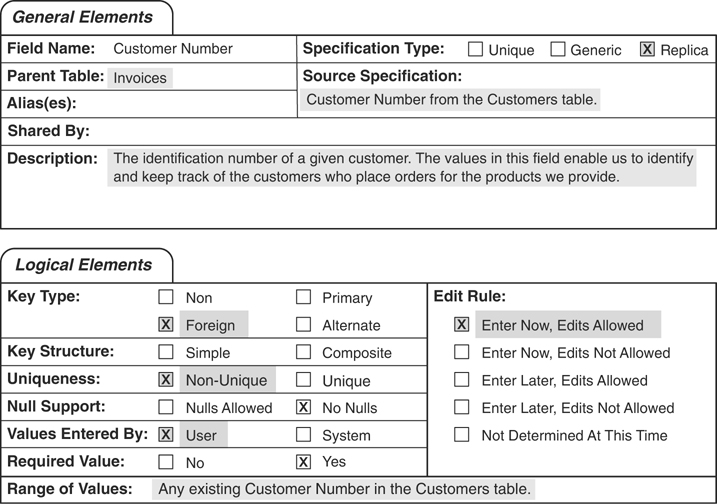 General Elements
Field Name: Customer Number Specification Type: Unique Generic X Replica
Parent Table: Invoices Source Specification:
Customer Number from the Customers table.
Alias(es):
Shared By:
Description: The identification number of a given customer. The values in this field enable us to identify
and keep track of the customers who place orders for the products we provide.
Logical Elements
Key Type: Non Primary Edit Rule:
X Foreign Alternate X Enter Now, Edits Allowed
Key Structure: Simple Composite Enter Now, Edits Not Allowed
Uniqueness: X Non-Unique Unique Enter Later, Edits Allowed
Null Support: Nulls Allowed X No Nulls Enter Later, Edits Not Allowed
Values Entered By: X User System Not Determined At This Time
Required Value: No X Yes
Range of Values: Any existing Customer Number in the Customers table.